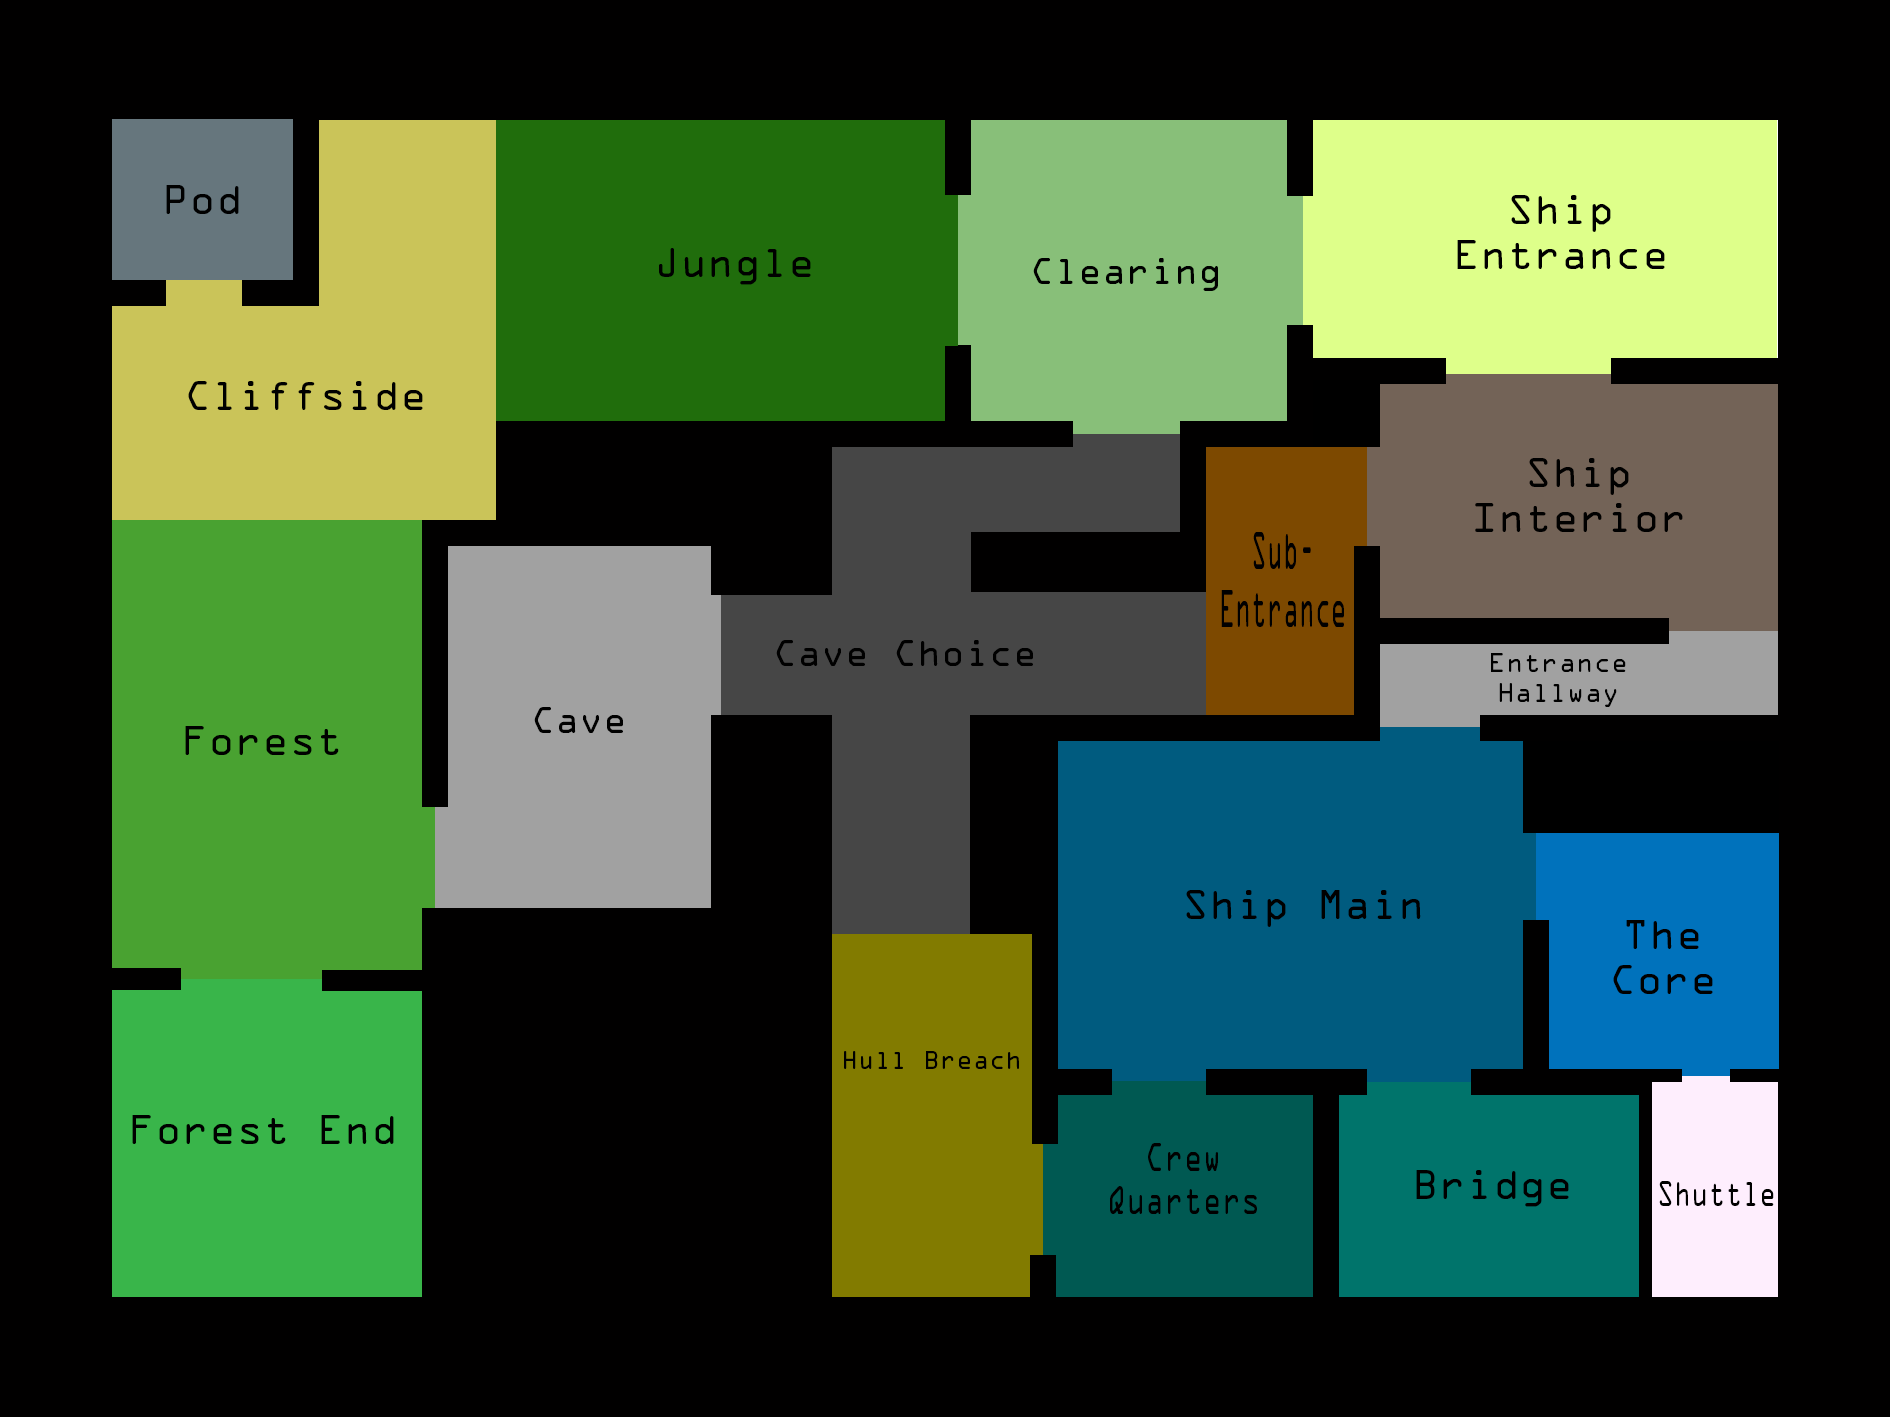 Pod
Jungle
Clearing
Ship
Entrance
Cliffside
Ship
Interior
Sub-
Entrance
Cave Choice
Entrance
Hallway
Forest
Cave
Ship Main
The
Core
Hull Breach
Forest End
Crew
Quarters
Bridge
Shuttle